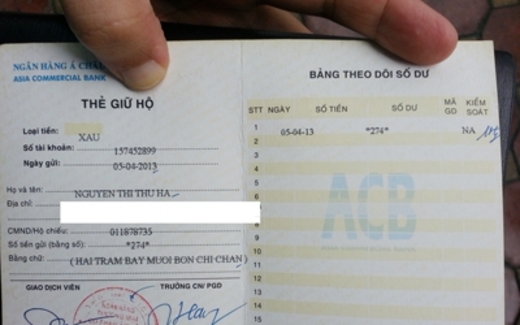 NGÂN HÀNG Á CHÂU
ASIA COMMERCIAL BANK
THẺ GIỮ HỘ
Loại tiền: XAU
Số tài khoản: 157452899
Ngày gửi: 05-04-2013
Họ và tên: NGUYEN THI THU HA
Địa chỉ:
CMND/Hộ chiếu: 011878735
Số tiền gửi (bằng số): *274*
Bằng chữ: (HAI TRAM BAY MUOI BON CHI CHAN)
GIAO DỊCH VIÊN TRƯỞNG CN/ PGD
BẢNG THEO DÕI SỐ DƯ
STT NGÀY SỐ TIỀN SỐ DƯ MÃ GD KIỂM SOÁT
1 05-04-13 *274* NA
2
3
4
5
6
7
8
9
10
11
12
13
14
15
ACB